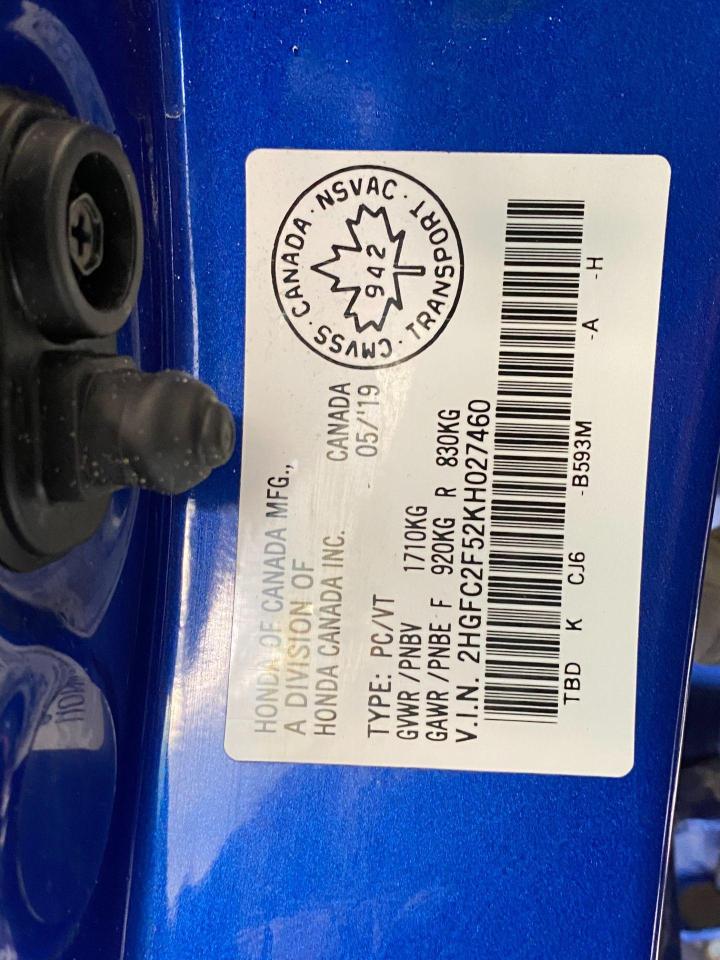 HONDA OF CANADA MFG.,
A DIVISION OF
HONDA CANADA INC. CANADA
05/'19
CMVSS · CANADA · NSVAC · TRANSPORT ·
942
TYPE: PC/VT
GVWR/PNBV 1710KG
GAWR/PNBE F 920KG R 830KG
V.I.N. 2HGFC2F52KH027460
TBD K CJ6 -B593M -A -H